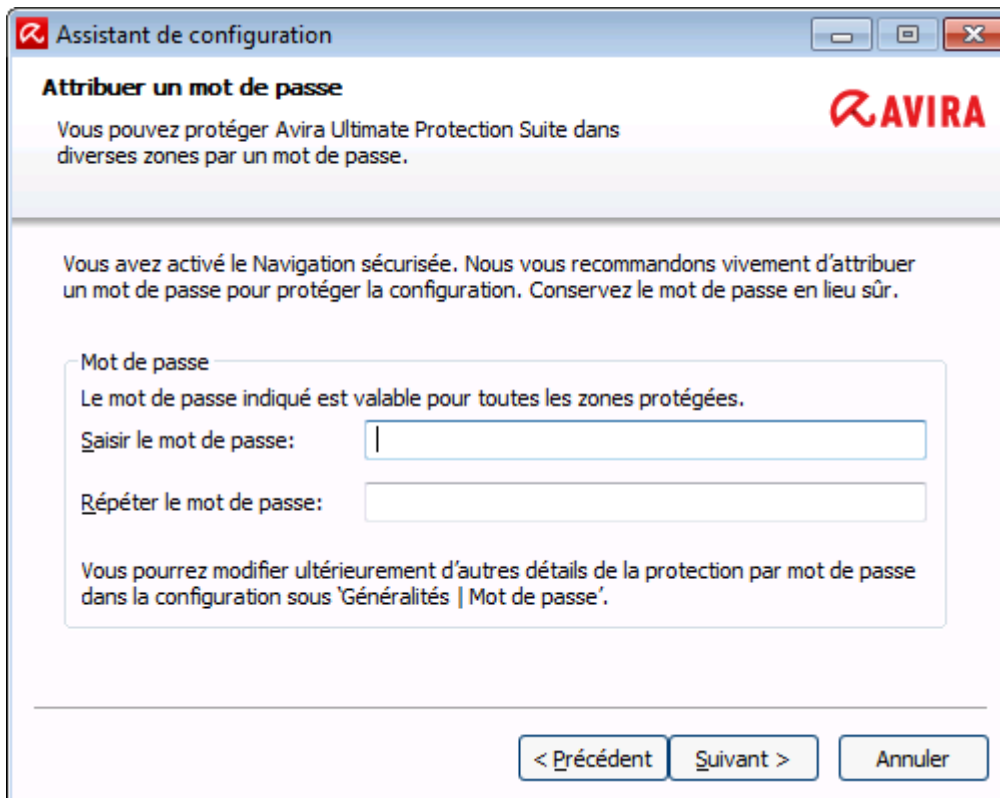 Assistant de configuration
Attribuer un mot de passe
Vous pouvez protéger Avira Ultimate Protection Suite dans
diverses zones par un mot de passe.
AVIRA
Vous avez activé le Navigation sécurisée. Nous vous recommandons vivement d'attribuer
un mot de passe pour protéger la configuration. Conservez le mot de passe en lieu sûr.
Mot de passe
Le mot de passe indiqué est valable pour toutes les zones protégées.
Saisir le mot de passe:
Répéter le mot de passe:
Vous pourrez modifier ultérieurement d'autres détails de la protection par mot de passe
dans la configuration sous ‘Généralités | Mot de passe’.
< Précédent
Suivant >
Annuler